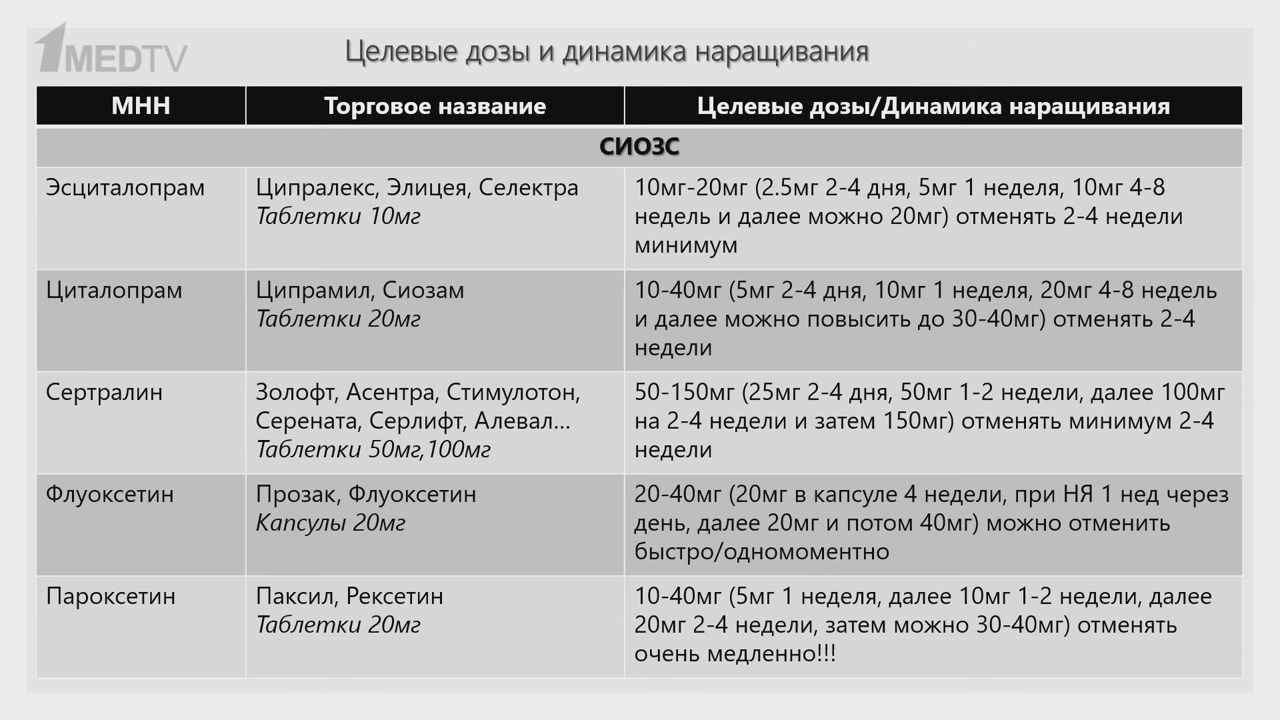 1MEDTV
Целевые дозы и динамика наращивания
МНН
Торговое название
Целевые дозы/Динамика наращивания
СИОЗС
Эсциталопрам
Ципралекс, Элицея, Селектра
Таблетки 10мг
10мг-20мг (2.5мг 2-4 дня, 5мг 1 неделя, 10мг 4-8
недель и далее можно 20мг) отменять 2-4 недели
минимум
Циталопрам
Ципрамил, Сиозам
Таблетки 20мг
10-40мг (5мг 2-4 дня, 10мг 1 неделя, 20мг 4-8 недель
и далее можно повысить до 30-40мг) отменять 2-4
недели
Сертралин
Золофт, Асентра, Стимулотон,
Серената, Серлифт, Алевал...
Таблетки 50мг,100мг
50-150мг (25мг 2-4 дня, 50мг 1-2 недели, далее 100мг
на 2-4 недели и затем 150мг) отменять минимум 2-4
недели
Флуоксетин
Прозак, Флуоксетин
Капсулы 20мг
20-40мг (20мг в капсуле 4 недели, при НЯ 1 нед через
день, далее 20мг и потом 40мг) можно отменить
быстро/одномоментно
Пароксетин
Паксил, Рексетин
Таблетки 20мг
10-40мг (5мг 1 неделя, далее 10мг 1-2 недели, далее
20мг 2-4 недели, затем можно 30-40мг) отменять
очень медленно!!!